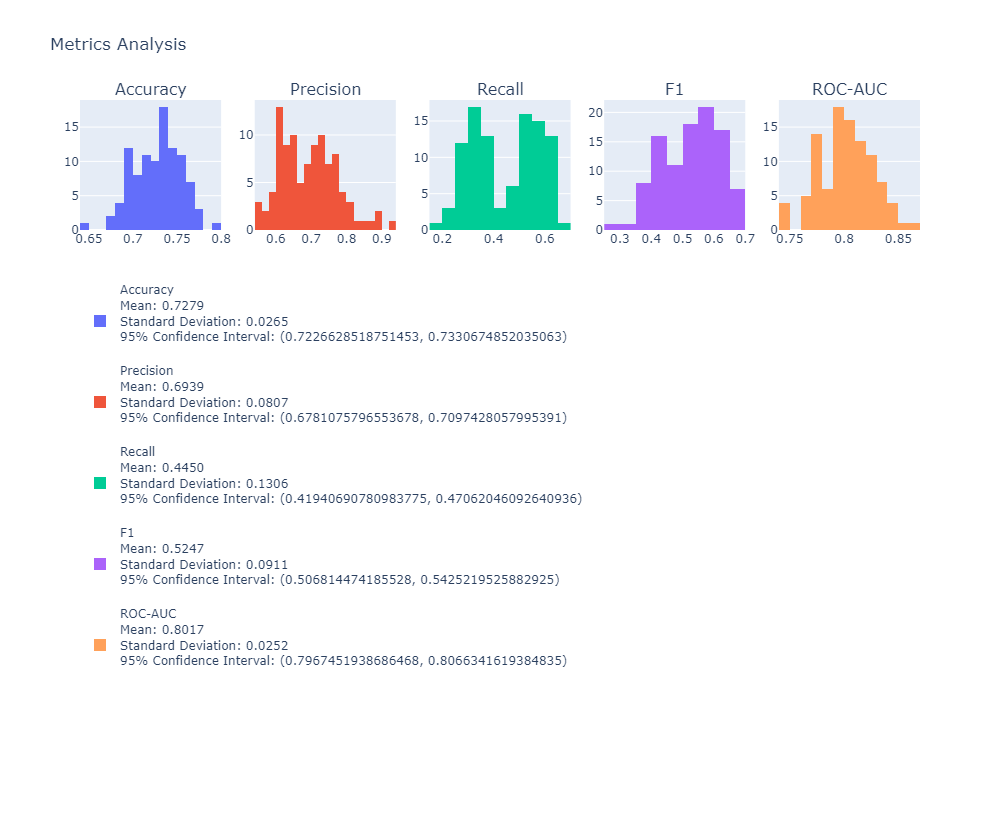 Metrics Analysis
Accuracy Precision Recall F1 ROC-AUC
15
10
5
0
0.65 0.7 0.75 0.8
10
5
0
0.6 0.7 0.8 0.9
15
10
5
0
0.2 0.4 0.6
20
15
10
5
0
0.3 0.4 0.5 0.6 0.7
15
10
5
0
0.75 0.8 0.85
Accuracy
Mean: 0.7279
Standard Deviation: 0.0265
95% Confidence Interval: (0.7226628518751453, 0.7330674852035063)
Precision
Mean: 0.6939
Standard Deviation: 0.0807
95% Confidence Interval: (0.6781075796553678, 0.7097428057995391)
Recall
Mean: 0.4450
Standard Deviation: 0.1306
95% Confidence Interval: (0.41940690780983775, 0.47062046092640936)
F1
Mean: 0.5247
Standard Deviation: 0.0911
95% Confidence Interval: (0.506814474185528, 0.5425219525882925)
ROC-AUC
Mean: 0.8017
Standard Deviation: 0.0252
95% Confidence Interval: (0.7967451938686468, 0.8066341619384835)